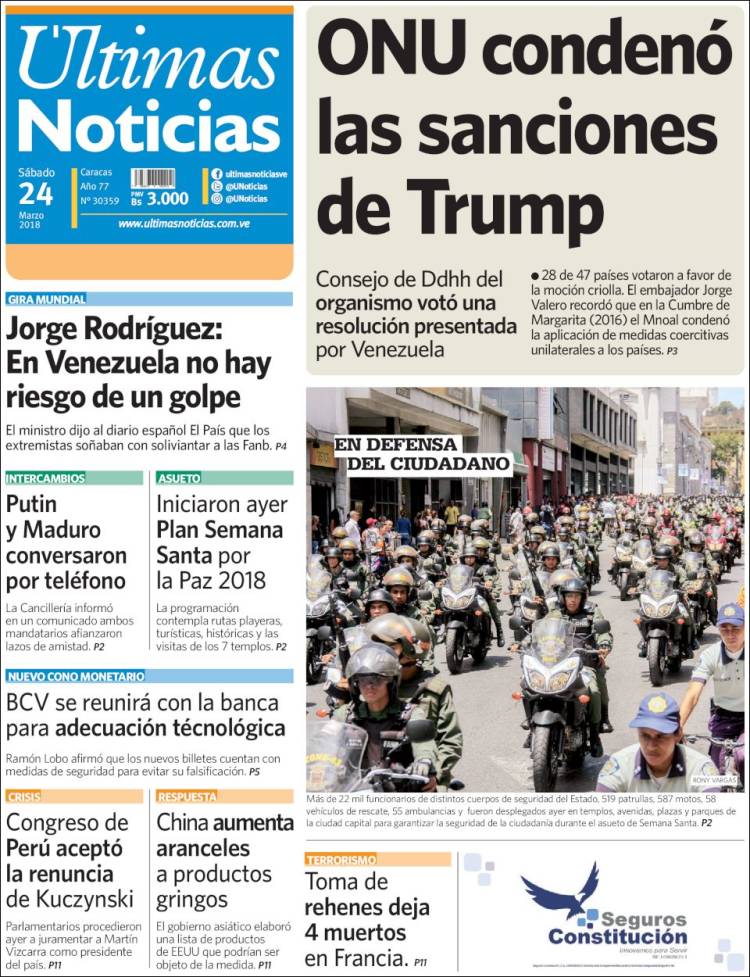 Últimas
Noticias
Sábado
24
Marzo
2018
Caracas
Año 77
N° 30359
PMV
Bs 3.000
ultimasnoticiasve
@UNoticias
@UNoticias
www.ultimasnoticias.com.ve
ONU condenó
las sanciones
de Trump
Consejo de Ddhh del
organismo votó una
resolución presentada
por Venezuela
● 28 de 47 países votaron a favor de
la moción criolla. El embajador Jorge
Valero recordó que en la Cumbre de
Margarita (2016) el Mnoal condenó
la aplicación de medidas coercitivas
unilaterales a los países. P3
GIRA MUNDIAL
Jorge Rodríguez:
En Venezuela no hay
riesgo de un golpe
El ministro dijo al diario español El País que los
extremistas soñaban con soliviantar a las Fanb. P4
INTERCAMBIOS
Putin
y Maduro
conversaron
por teléfono
La Cancillería informó
en un comunicado ambos
mandatarios afianzaron
lazos de amistad. P2
ASUETO
Iniciaron ayer
Plan Semana
Santa por
la Paz 2018
La programación
contempla rutas playeras,
turísticas, históricas y las
visitas de los 7 templos. P2
NUEVO CONO MONETARIO
BCV se reunirá con la banca
para adecuación técnológica
Ramón Lobo afirmó que los nuevos billetes cuentan con
medidas de seguridad para evitar su falsificación. P5
CRISIS
Congreso de
Perú aceptó
la renuncia
de Kuczynski
Parlamentarios procedieron
ayer a juramentar a Martín
Vizcarra como presidente
del país. P11
RESPUESTA
China aumenta
aranceles
a productos
gringos
El gobierno asiático elaboró
una lista de productos
de EEUU que podrían ser
objeto de la medida. P11
EN DEFENSA
DEL CIUDADANO
RONY VARGAS
Más de 22 mil funcionarios de distintos cuerpos de seguridad del Estado, 519 patrullas, 587 motos, 58
vehículos de rescate, 55 ambulancias y fueron desplegados ayer en templos, avenidas, plazas y parques de
la ciudad capital para garantizar la seguridad de la ciudadanía durante el asueto de Semana Santa. P2
TERRORISMO
Toma de
rehenes deja
4 muertos
en Francia. P11
Seguros
Constitución
Innovamos para Servir